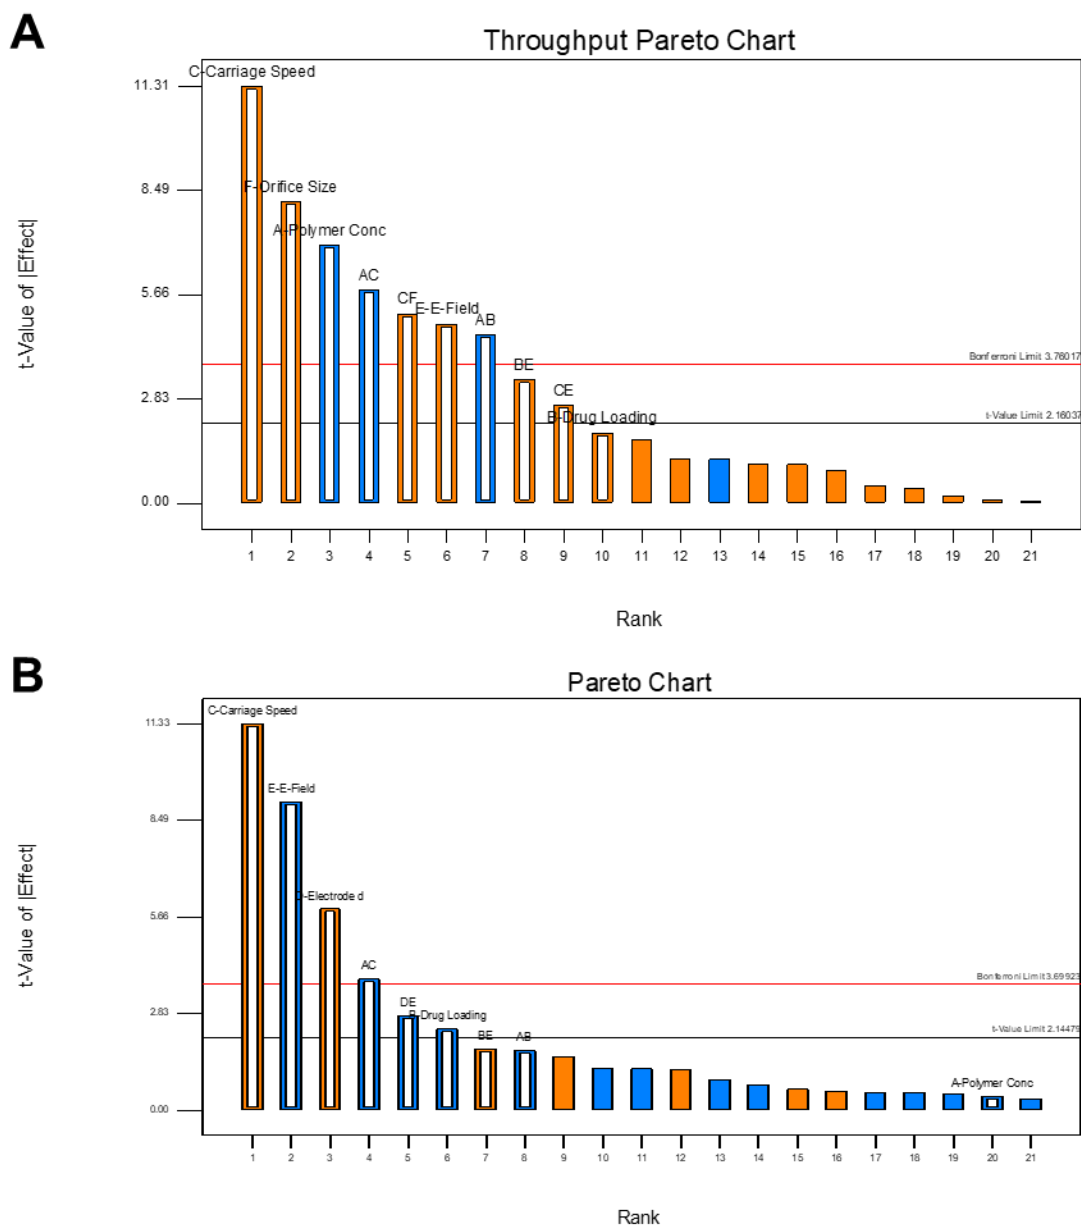 A
Throughput Pareto Chart
C-Carriage Speed
11.31
F-Orifice Size
8.49
A-Polymer Conc
AC
5.66
CF
E-E-Field
AB
Bonferroni Limit 3.76017
BE
CE
2.83
B-Drug Loading
t-Value Limit 2.16037
0.00
t-Value of |Effect|
1 2 3 4 5 6 7 8 9 10 11 12 13 14 15 16 17 18 19 20 21
Rank
B
Pareto Chart
C-Carriage Speed
11.33
E-E-Field
8.49
D-Electrode d
5.66
AC
Bonferroni Limit 3.69923
DE
B-Drug Loading
2.83
BE
AB
t-Value Limit 2.14479
A-Polymer Conc
0.00
t-Value of |Effect|
1 2 3 4 5 6 7 8 9 10 11 12 13 14 15 16 17 18 19 20 21
Rank